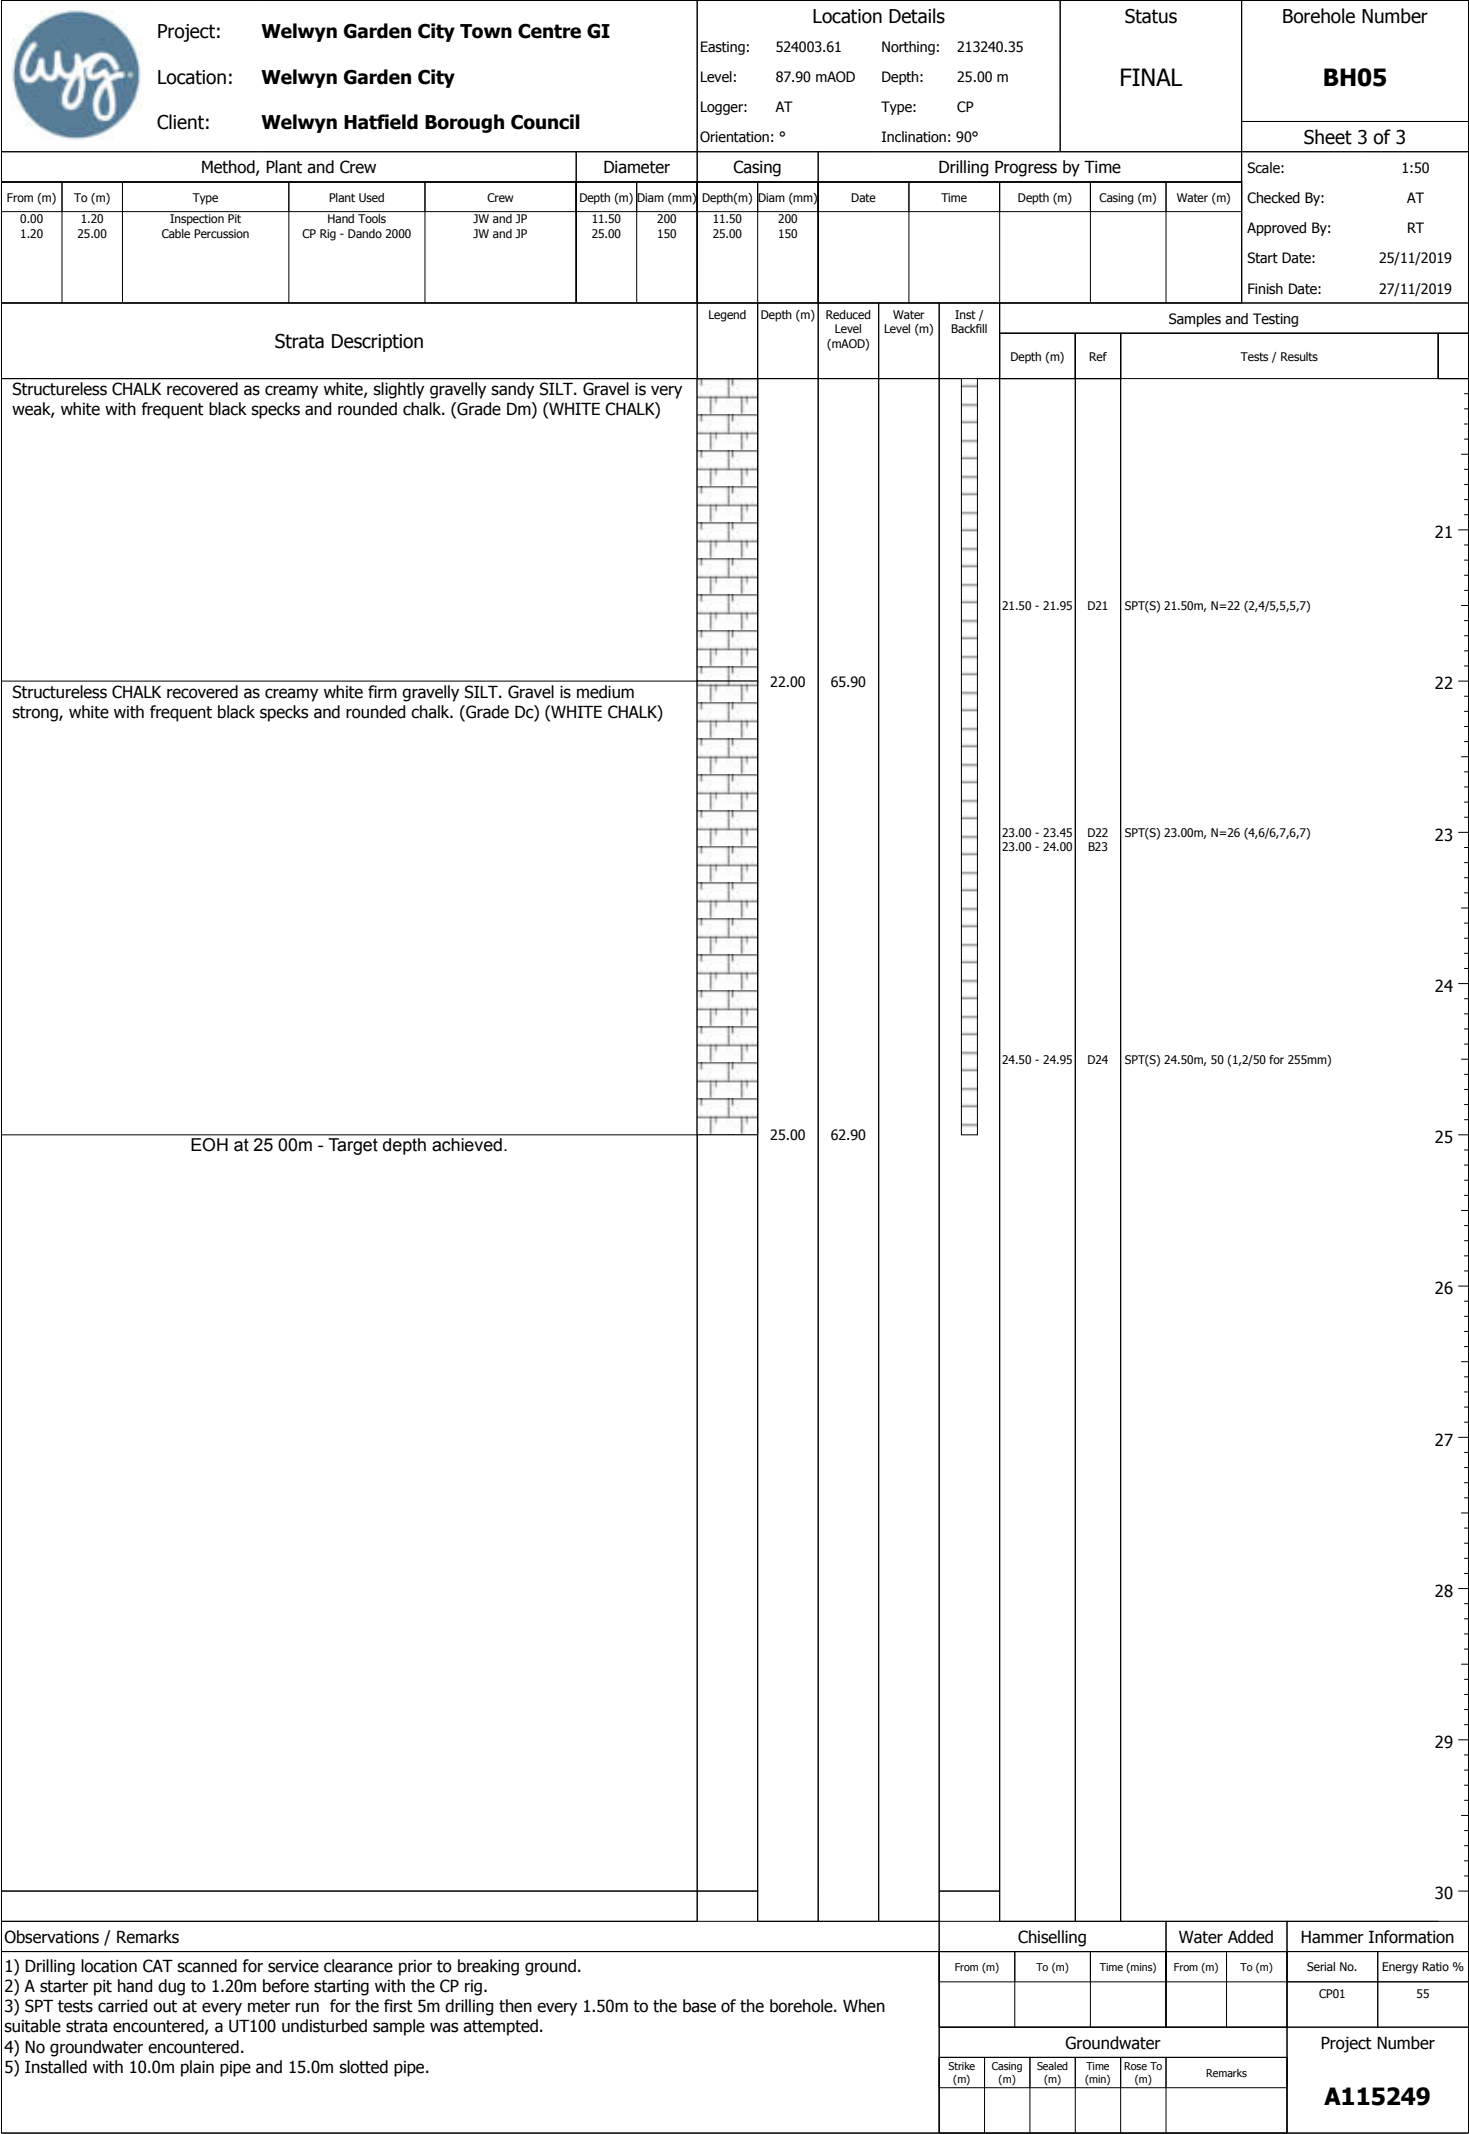 wyg.
Project: Welwyn Garden City Town Centre GI
Location: Welwyn Garden City
Client: Welwyn Hatfield Borough Council
Location Details
Easting: 524003.61 Northing: 213240.35
Level: 87.90 mAOD Depth: 25.00 m
Logger: AT Type: CP
Orientation: ° Inclination: 90°
Status
FINAL
Borehole Number
BH05
Sheet 3 of 3
Method, Plant and Crew Diameter Casing Drilling Progress by Time
From (m) To (m) Type Plant Used Crew Depth (m) Diam (mm) Depth(m) Diam (mm) Date Time Depth (m) Casing (m) Water (m)
0.00 1.20 Inspection Pit Hand Tools JW and JP 11.50 200 11.50 200
1.20 25.00 Cable Percussion CP Rig - Dando 2000 JW and JP 25.00 150 25.00 150
Scale: 1:50
Checked By: AT
Approved By: RT
Start Date: 25/11/2019
Finish Date: 27/11/2019
Strata Description
Legend
Depth (m)
Reduced
Level
(mAOD)
Water
Level (m)
Inst /
Backfill
Samples and Testing
Depth (m) Ref Tests / Results
Structureless CHALK recovered as creamy white, slightly gravelly sandy SILT. Gravel is very
weak, white with frequent black specks and rounded chalk. (Grade Dm) (WHITE CHALK)
21
21.50 - 21.95 D21 SPT(S) 21.50m, N=22 (2,4/5,5,5,7)
22.00 65.90
22
Structureless CHALK recovered as creamy white firm gravelly SILT. Gravel is medium
strong, white with frequent black specks and rounded chalk. (Grade Dc) (WHITE CHALK)
23.00 - 23.45 D22 SPT(S) 23.00m, N=26 (4,6/6,7,6,7)
23.00 - 24.00 B23
23
24
24.50 - 24.95 D24 SPT(S) 24.50m, 50 (1,2/50 for 255mm)
25.00 62.90
25
EOH at 25 00m - Target depth achieved.
26
27
28
29
30
Observations / Remarks
1) Drilling location CAT scanned for service clearance prior to breaking ground.
2) A starter pit hand dug to 1.20m before starting with the CP rig.
3) SPT tests carried out at every meter run for the first 5m drilling then every 1.50m to the base of the borehole. When
suitable strata encountered, a UT100 undisturbed sample was attempted.
4) No groundwater encountered.
5) Installed with 10.0m plain pipe and 15.0m slotted pipe.
Chiselling Water Added Hammer Information
From (m) To (m) Time (mins) From (m) To (m) Serial No. Energy Ratio %
CP01 55
Groundwater
Strike
(m)
Casing
(m)
Sealed
(m)
Time
(min)
Rose To
(m)
Remarks
Project Number
A115249